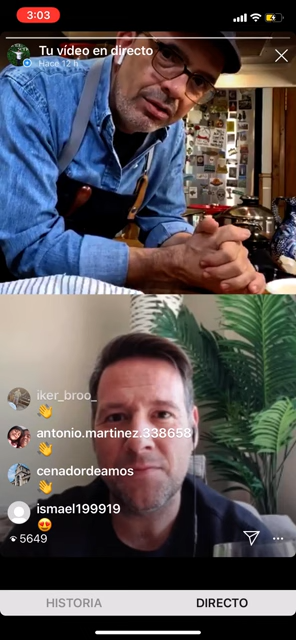 3:03
Tu vídeo en directo
Hace 12 h
iker_broo_
antonio.martinez.338658
cenadordeamos
ismael199919
5649
HISTORIA
DIRECTO